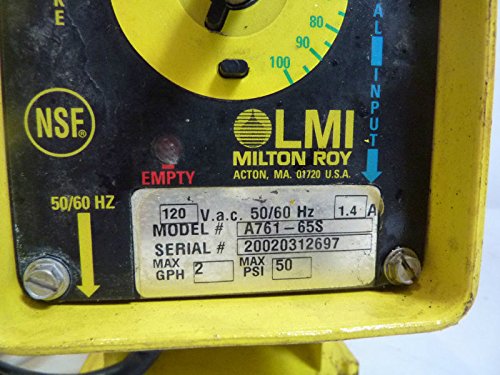 KE
80
90
100
AL INPUT
NSF®
LMI
MILTON ROY
ACTON, MA. 01720 U.S.A.
EMPTY
50/60 HZ
120 V.a.c. 50/60 Hz 1.4 A
MODEL # A761-65S
SERIAL # 20020312697
MAX GPH 2 MAX PSI 50